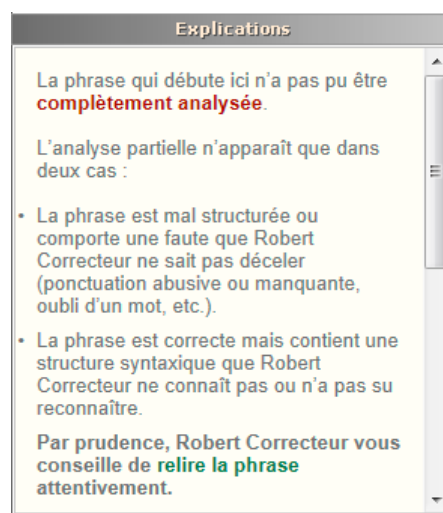 Explications
La phrase qui débute ici n'a pas pu être
complètement analysée.
L'analyse partielle n'apparaît que dans
deux cas :
• La phrase est mal structurée ou
comporte une faute que Robert
Correcteur ne sait pas déceler
(ponctuation abusive ou manquante,
oubli d'un mot, etc.).
• La phrase est correcte mais contient une
structure syntaxique que Robert
Correcteur ne connaît pas ou n'a pas su
reconnaître.
Par prudence, Robert Correcteur vous
conseille de relire la phrase
attentivement.